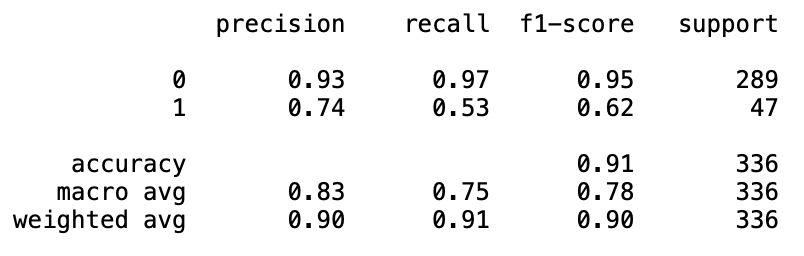 precision recall f1-score support
0 0.93 0.97 0.95 289
1 0.74 0.53 0.62 47
accuracy 0.91 336
macro avg 0.83 0.75 0.78 336
weighted avg 0.90 0.91 0.90 336